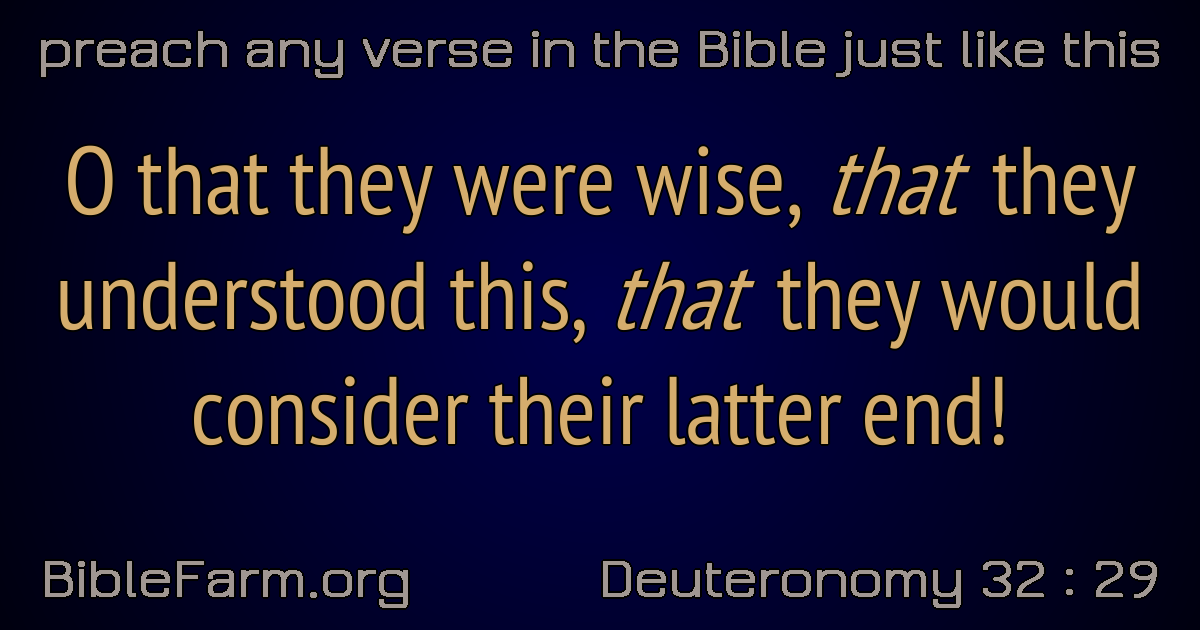 preach any verse in the Bible just like this
O that they were wise, that they
understood this, that they would
consider their latter end!
BibleFarm.org
Deuteronomy 32 : 29